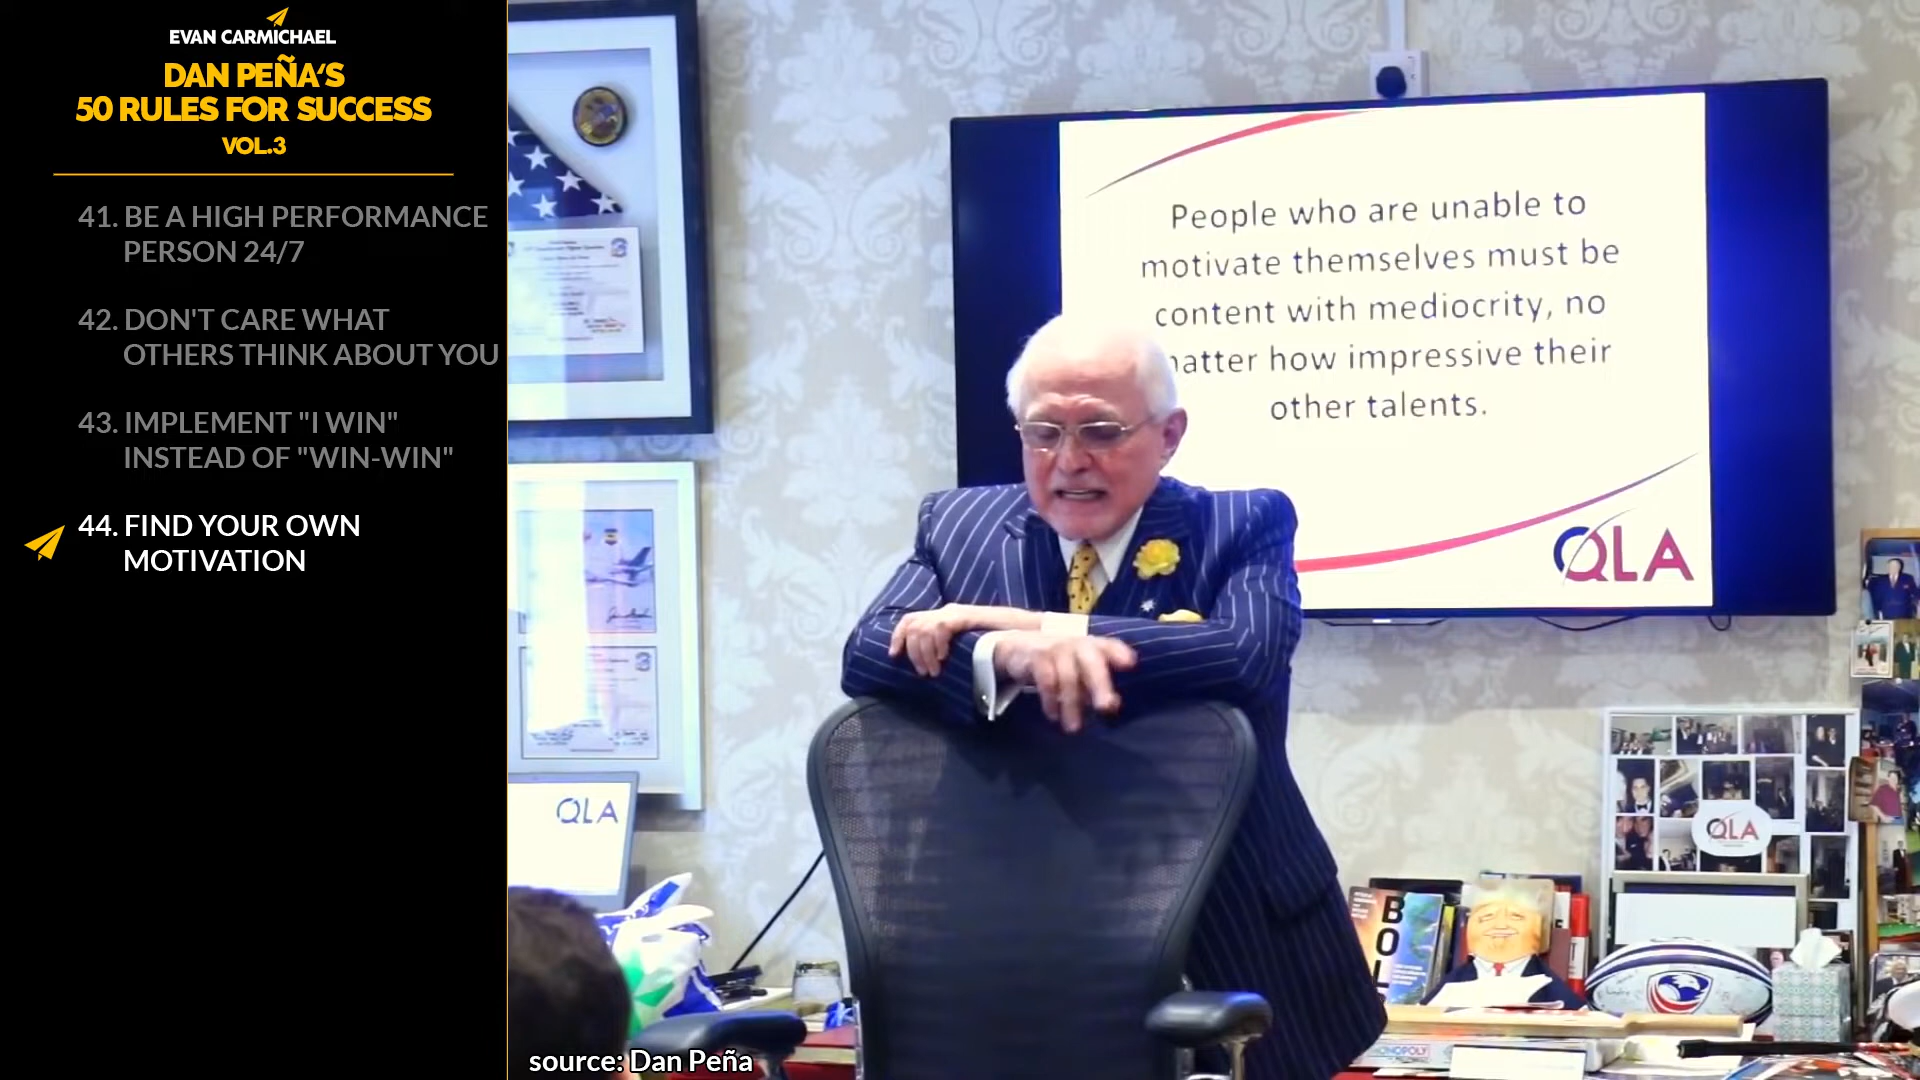 EVAN CARMICHAEL
DAN PEÑA'S
50 RULES FOR SUCCESS
VOL.3
41. BE A HIGH PERFORMANCE
PERSON 24/7
42. DON'T CARE WHAT
OTHERS THINK ABOUT YOU
43. IMPLEMENT "I WIN"
INSTEAD OF "WIN-WIN"
44. FIND YOUR OWN
MOTIVATION
People who are unable to
motivate themselves must be
content with mediocrity, no
how impressive their
other talents.
QLA
QLA
QLA
BOL
MONOPOLY
source: Dan Peña